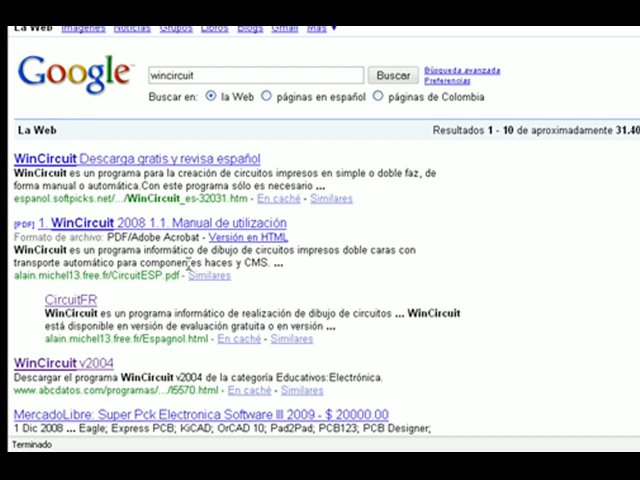 La Web Imágenes Noticias Grupos Libros Blogs Gmail Más ▼
Google
wincircuit
Buscar
Búsqueda avanzada
Preferencias
Buscar en: la Web páginas en español páginas de Colombia
La Web
Resultados 1 - 10 de aproximadamente 31.40
WinCircuit Descarga gratis y revisa español
WinCircuit es un programa para la creación de circuitos impresos en simple o doble faz, de
forma manual o automática.Con este programa sólo es necesario ...
espanol.softpicks.net/.../WinCircuit_es-32031.htm - En caché - Similares
[PDF] 1. WinCircuit 2008 1.1. Manual de utilización
Formato de archivo: PDF/Adobe Acrobat - Versión en HTML
WinCircuit es un programa informático de dibujo de circuitos impresos doble caras con
transporte automático para componentes haces y CMS. ...
alain.michel13.free.fr/CircuitESP.pdf - Similares
CircuitFR
WinCircuit es un programa informático de realización de dibujo de circuitos ... WinCircuit
está disponible en versión de evaluación gratuita o en versión ...
alain.michel13.free.fr/Espagnol.html - En caché - Similares
WinCircuit v2004
Descargar el programa WinCircuit v2004 de la categoría Educativos:Electrónica.
www.abcdatos.com/programas/.../l5570.html - En caché - Similares
MercadoLibre: Super Pck Electronica Software III 2009 - $ 20000.00
1 Dic 2008 ... Eagle; Express PCB; KiCAD; OrCAD 10; Pad2Pad; PCB123; PCB Designer;
Terminado